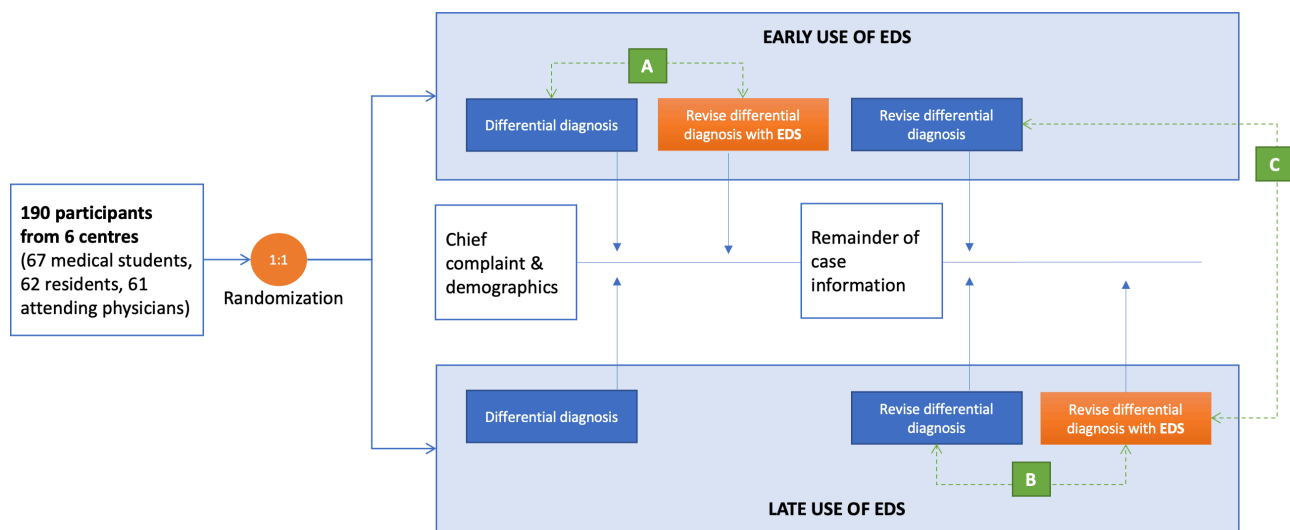 EARLY USE OF EDS
A
Differential diagnosis
Revise differential
diagnosis with EDS
Revise differential
diagnosis
C
190 participants
from 6 centres
(67 medical students,
62 residents, 61
attending physicians)
1:1
Randomization
Chief
complaint &
demographics
Remainder of
case
information
Differential diagnosis
Revise differential
diagnosis
Revise differential
diagnosis with EDS
B
LATE USE OF EDS